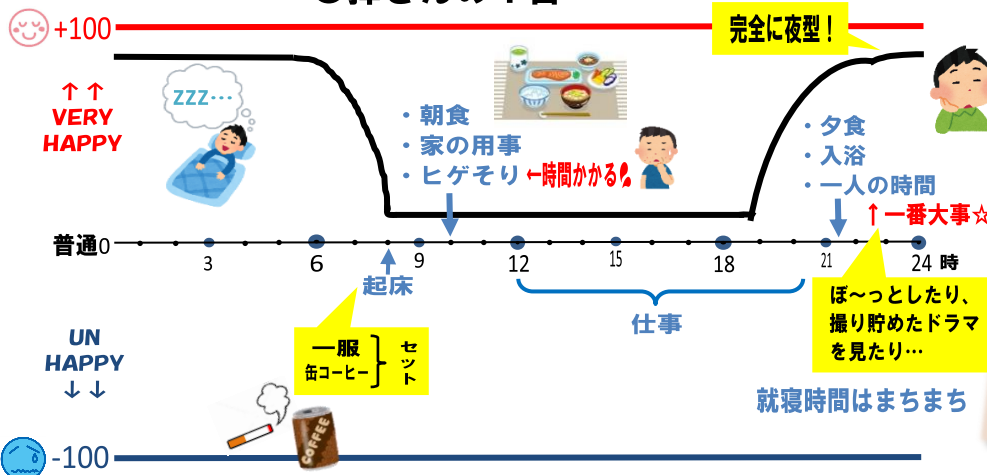 +100
完全に夜型！
↑ ↑
VERY
HAPPY
ZZZ…
・朝食
・家の用事
・ヒゲそり ←時間かかる
・夕食
・入浴
・一人の時間
↑一番大事☆
普通0
3
6
9
12
15
18
21
24 時
起床
仕事
ぼ～っとしたり、
撮り貯めたドラマ
を見たり…
UN
HAPPY
↓ ↓
一服
缶コーヒー
セット
就寝時間はまちまち
COFFEE
-100